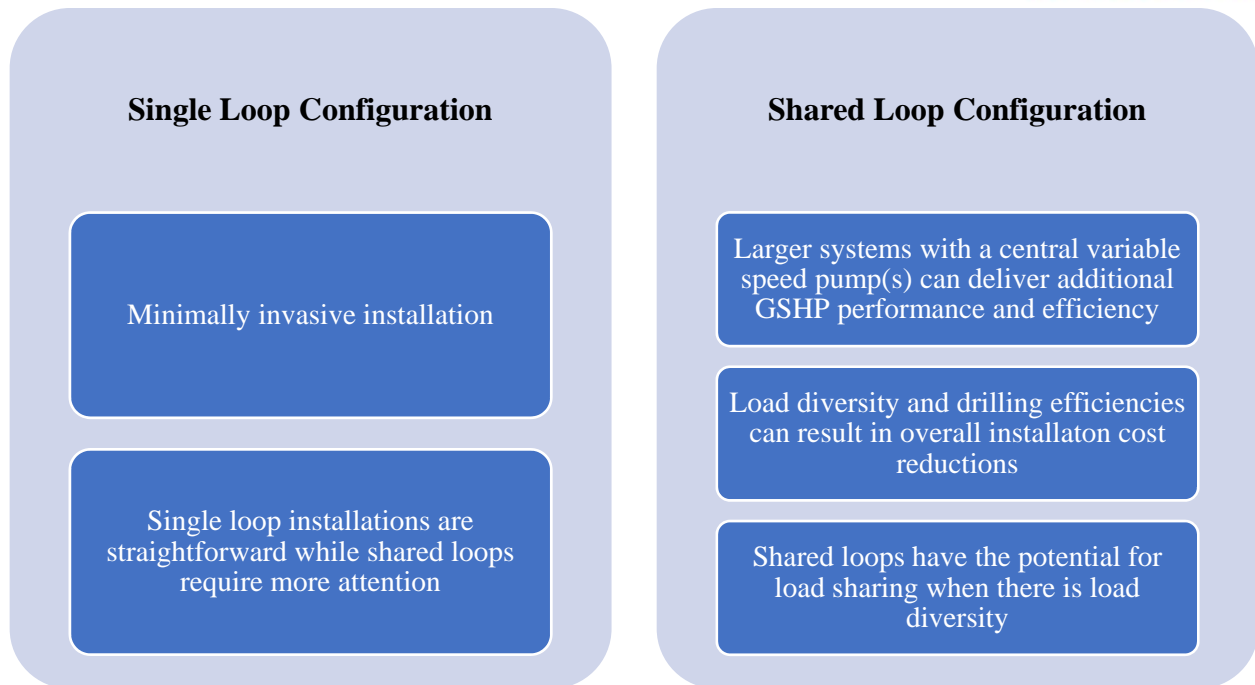 Single Loop Configuration
Minimally invasive installation
Single loop installations are
straightforward while shared loops
require more attention
Shared Loop Configuration
Larger systems with a central variable
speed pump(s) can deliver additional
GSHP performance and efficiency
Load diversity and drilling efficiencies
can result in overall installaton cost
reductions
Shared loops have the potential for
load sharing when there is load
diversity